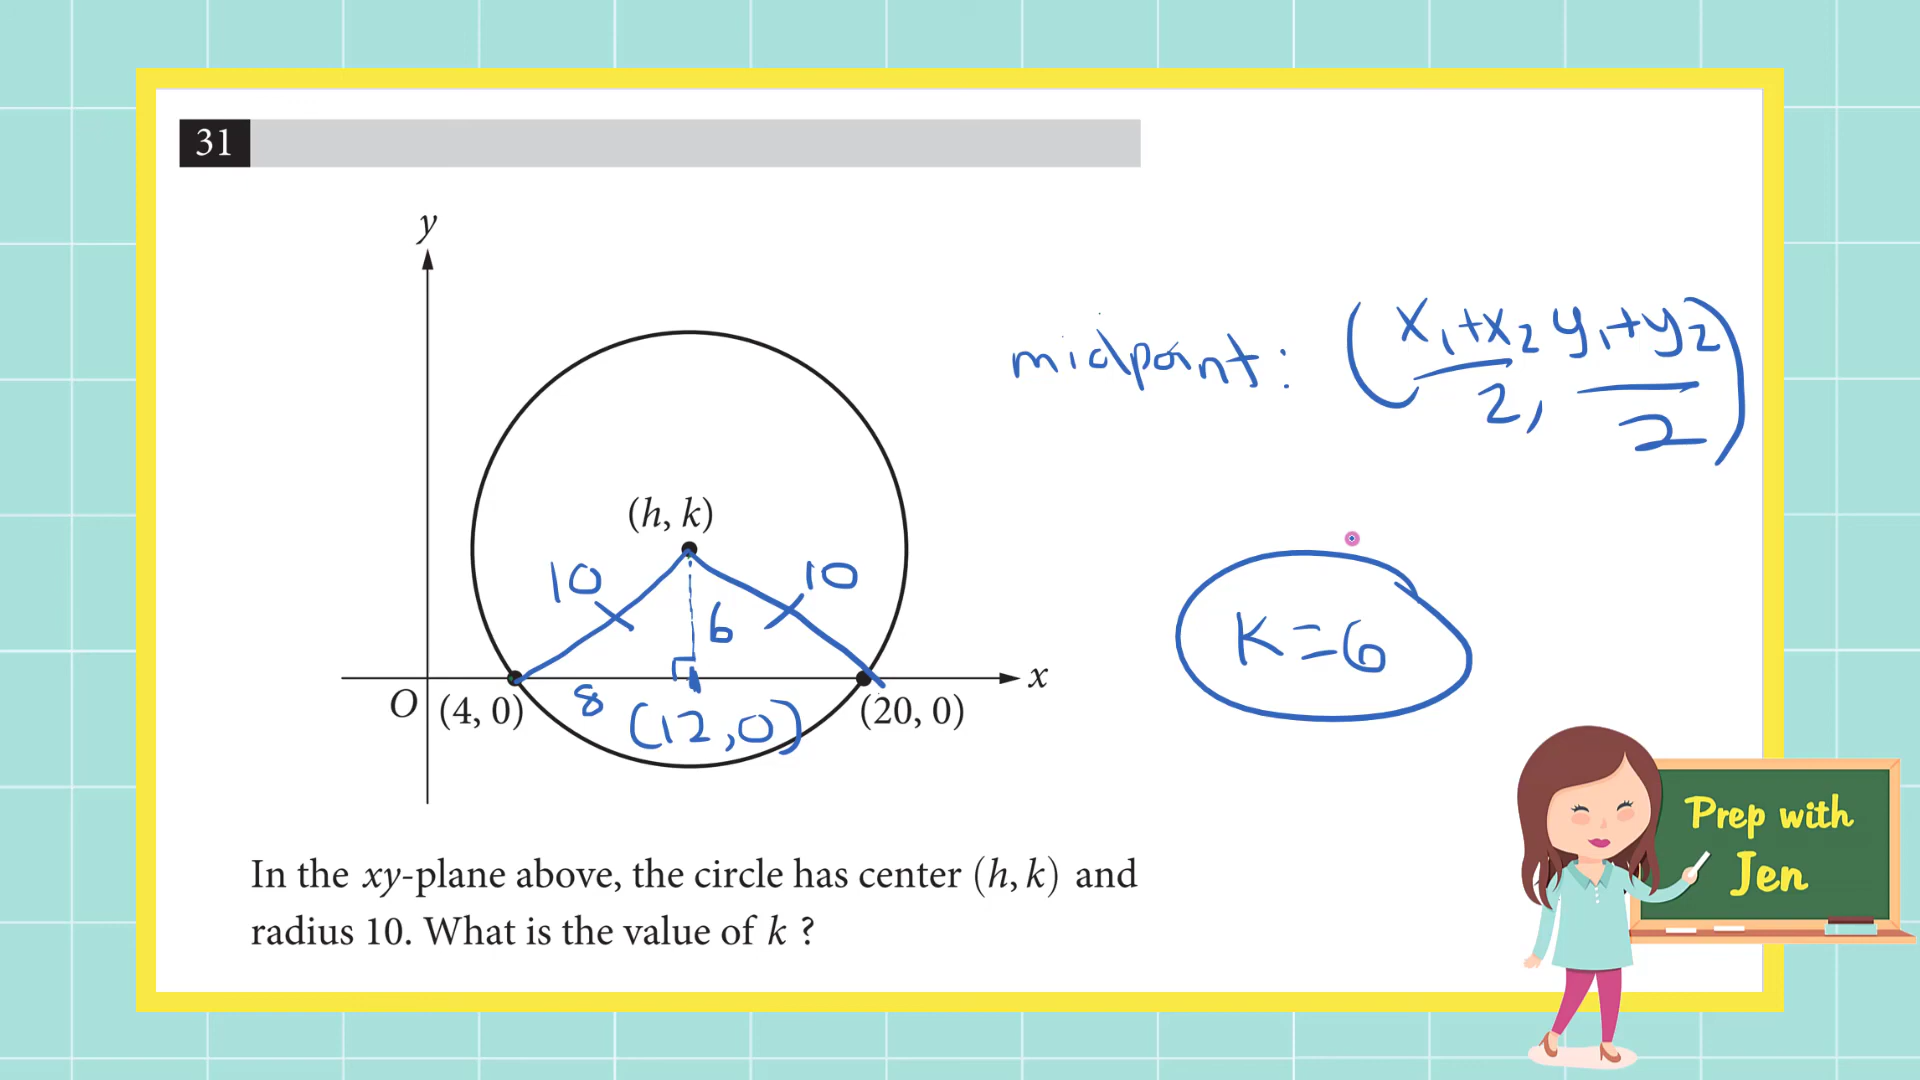 31
y
midpoint: (x₁+x₂/2, y₁+y₂/2)
(h, k)
10
10
6
K=6
x
O
(4, 0)
8
(12,0)
(20, 0)
In the xy-plane above, the circle has center (h, k) and
radius 10. What is the value of k ?
Prep with
Jen